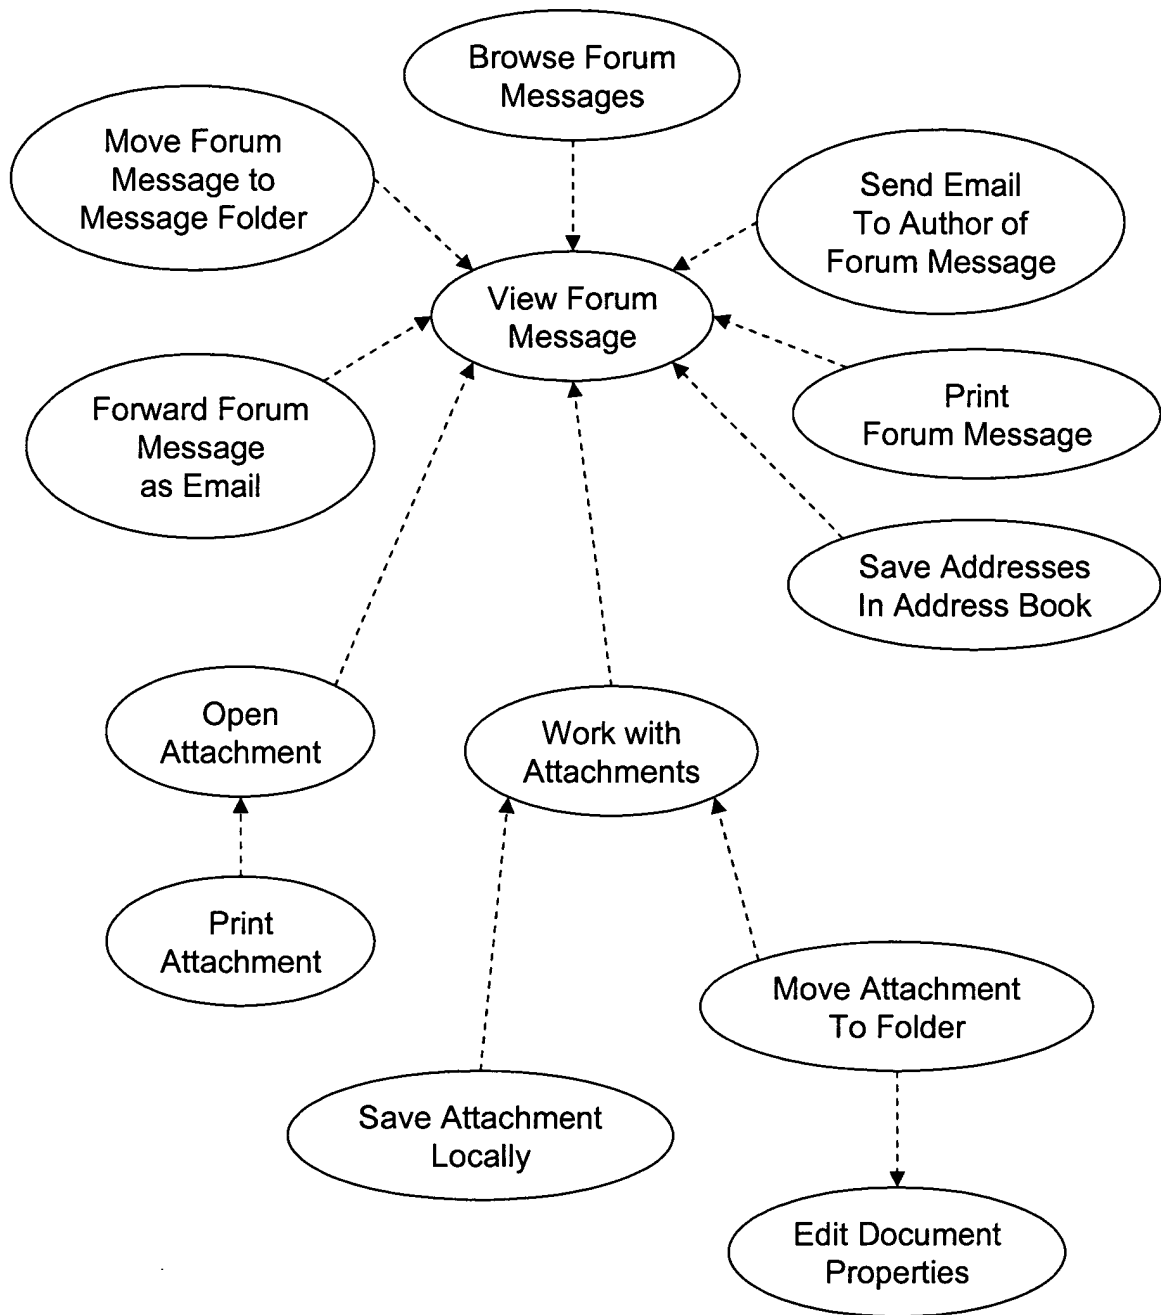 Browse Forum
Messages
Move Forum
Message to
Message Folder
Send Email
To Author of
Forum Message
View Forum
Message
Forward Forum
Message
as Email
Print
Forum Message
Save Addresses
In Address Book
Open
Attachment
Work with
Attachments
Print
Attachment
Move Attachment
To Folder
Save Attachment
Locally
Edit Document
Properties